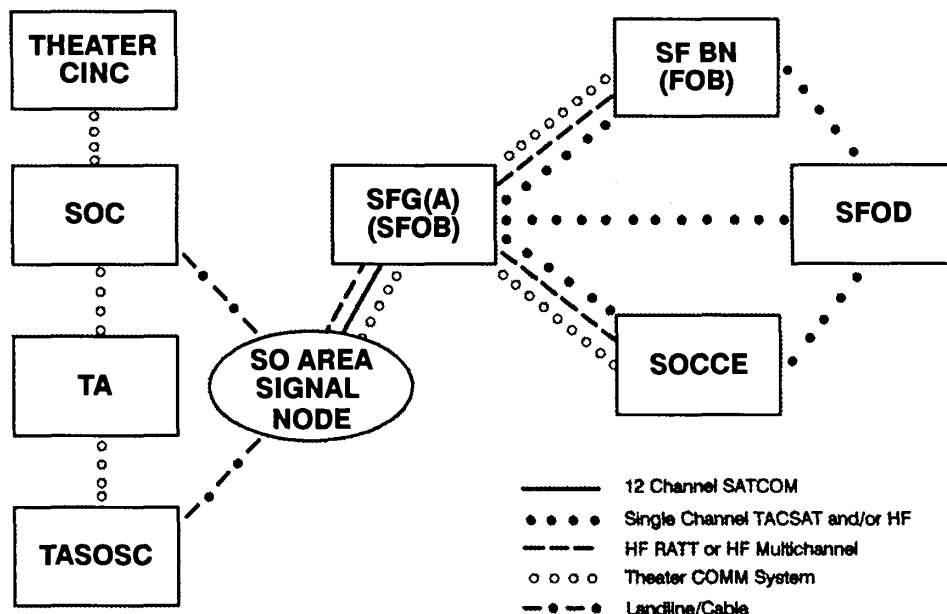 THEATER
CINC
SOC
TA
TASOSC
SO AREA
SIGNAL
NODE
SFG(A)
(SFOB)
SF BN
(FOB)
SFOD
SOCCE
12 Channel SATCOM
Single Channel TACSAT and/or HF
HF RATT or HF Multichannel
Theater COMM System
Landline/Cable